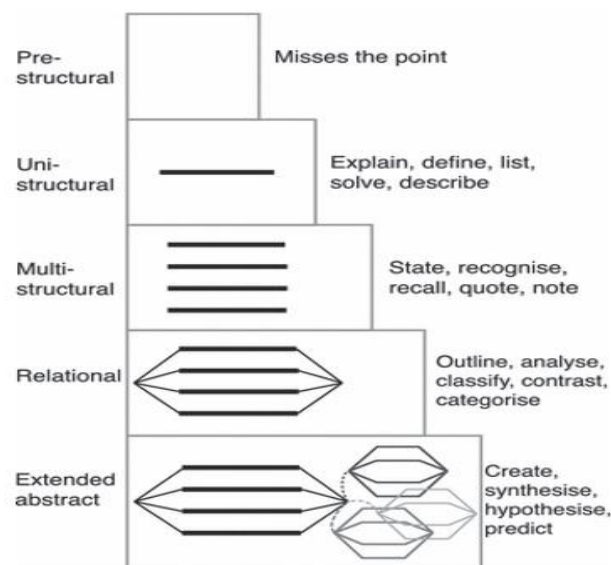 Pre-
structural
Misses the point
Uni-
structural
Explain, define, list,
solve, describe
Multi-
structural
State, recognise,
recall, quote, note
Relational
Outline, analyse,
classify, contrast,
categorise
Extended
abstract
Create,
synthesise,
hypothesise,
predict